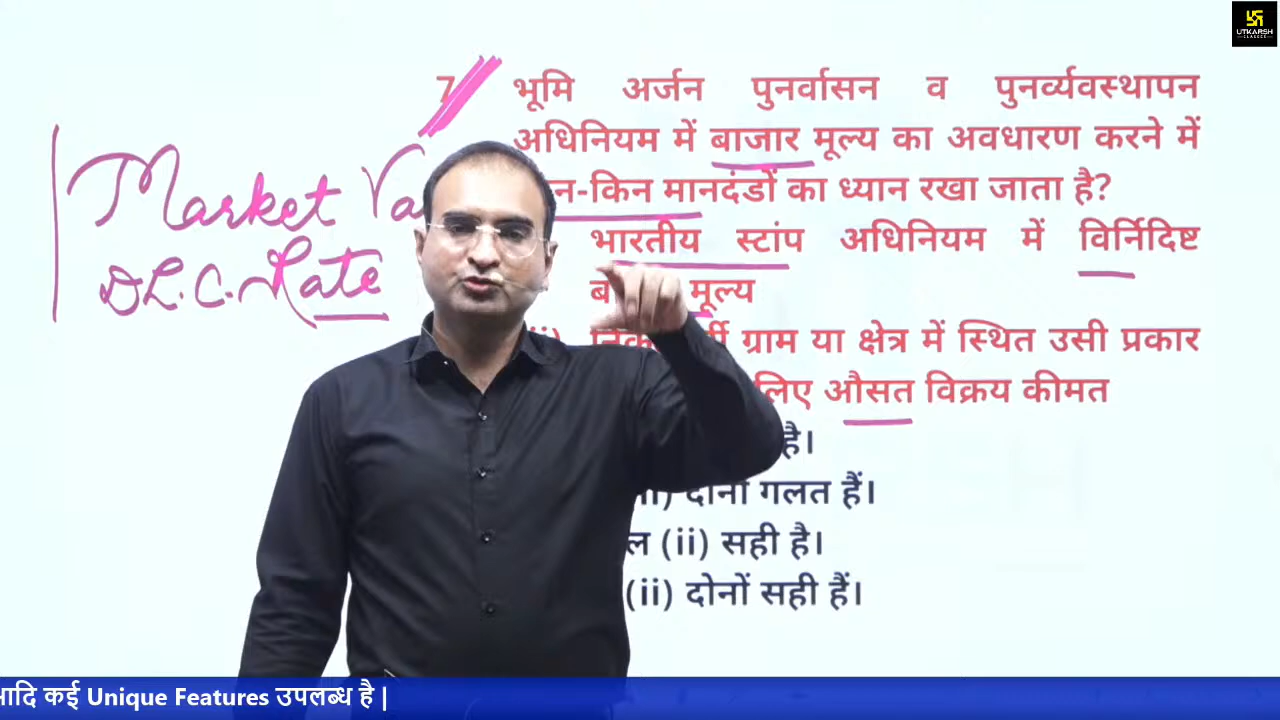 UTKARSH
CLASSES
7
भूमि अर्जन पुनर्वासन व पुनर्व्यवस्थापन
अधिनियम में बाजार मूल्य का अवधारण करने में
न-किन मानदंडों का ध्यान रखा जाता है?
भारतीय स्टांप अधिनियम में विर्निदिष्ट
मूल्य
ग्राम या क्षेत्र में स्थित उसी प्रकार
लिए औसत विक्रय कीमत
है।
दोनों गलत हैं।
(ii) सही है।
(ii) दोनों सही हैं।
Market Va
DLC. Rate
आदि कई Unique Features उपलब्ध है |